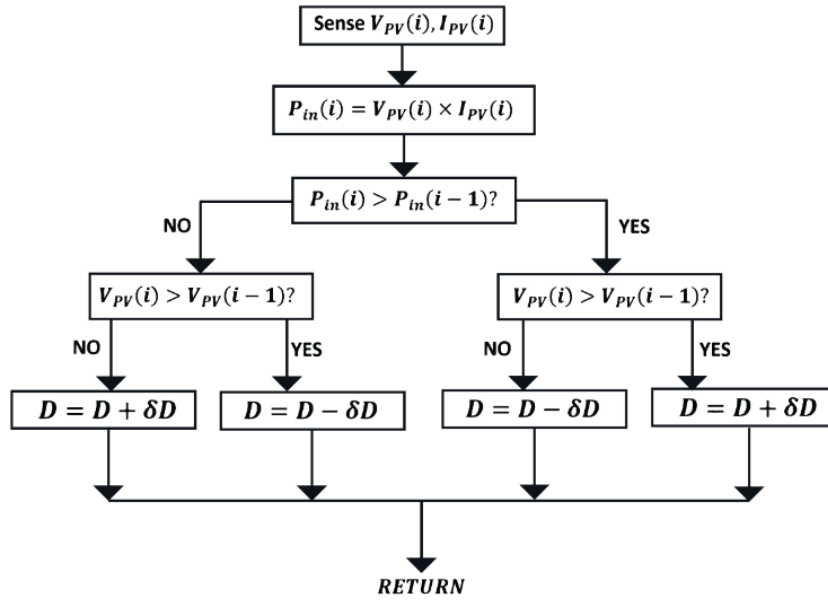 Sense V_PV(i), I_PV(i)
P_in(i) = V_PV(i) × I_PV(i)
P_in(i) > P_in(i − 1)?
NO
YES
V_PV(i) > V_PV(i − 1)?
V_PV(i) > V_PV(i − 1)?
NO
YES
NO
YES
D = D + δD
D = D − δD
D = D − δD
D = D + δD
RETURN